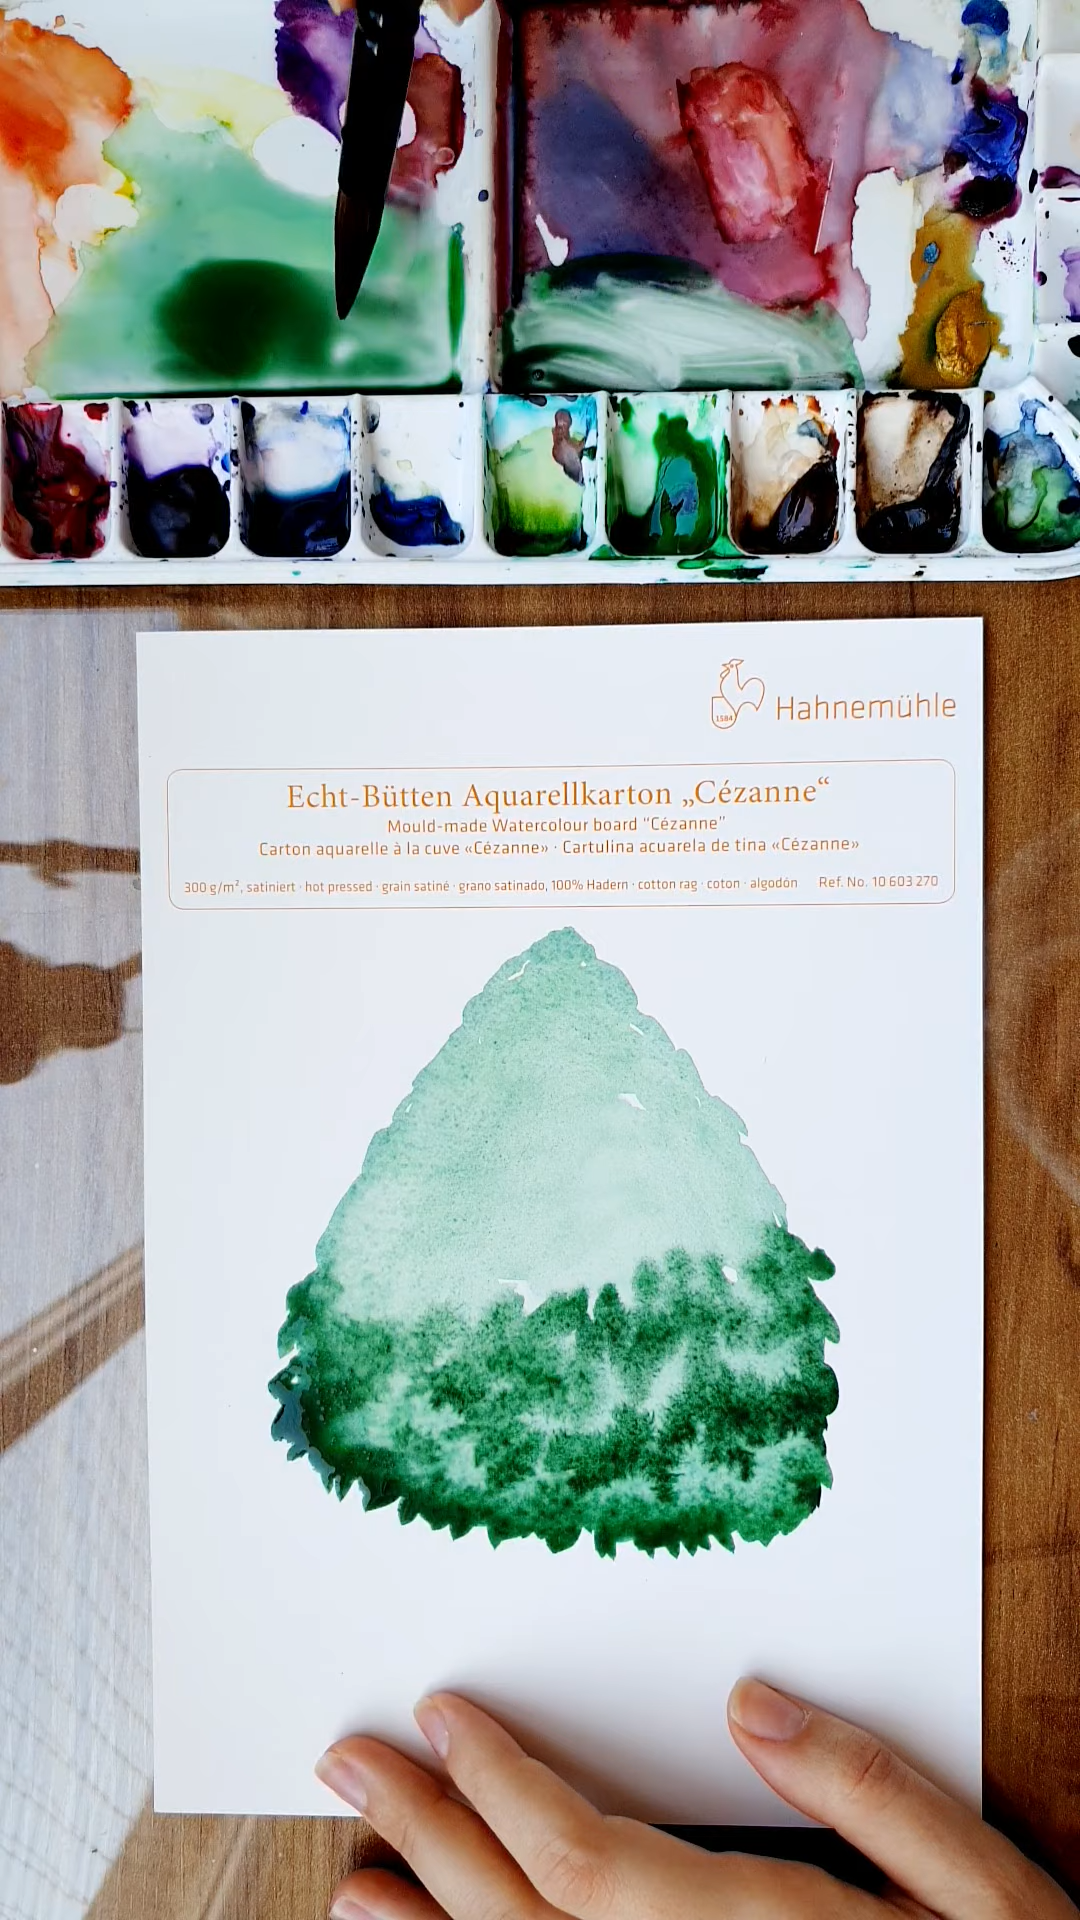 1584
Hahnemühle
Echt-Bütten Aquarellkarton „Cézanne“
Mould-made Watercolour board "Cézanne"
Carton aquarelle à la cuve «Cézanne» · Cartulina acuarela de tina «Cézanne»
300 g/m², satiniert · hot pressed · grain satiné · grano satinado, 100% Hadern · cotton rag · coton · algodón Ref. No. 10 603 270